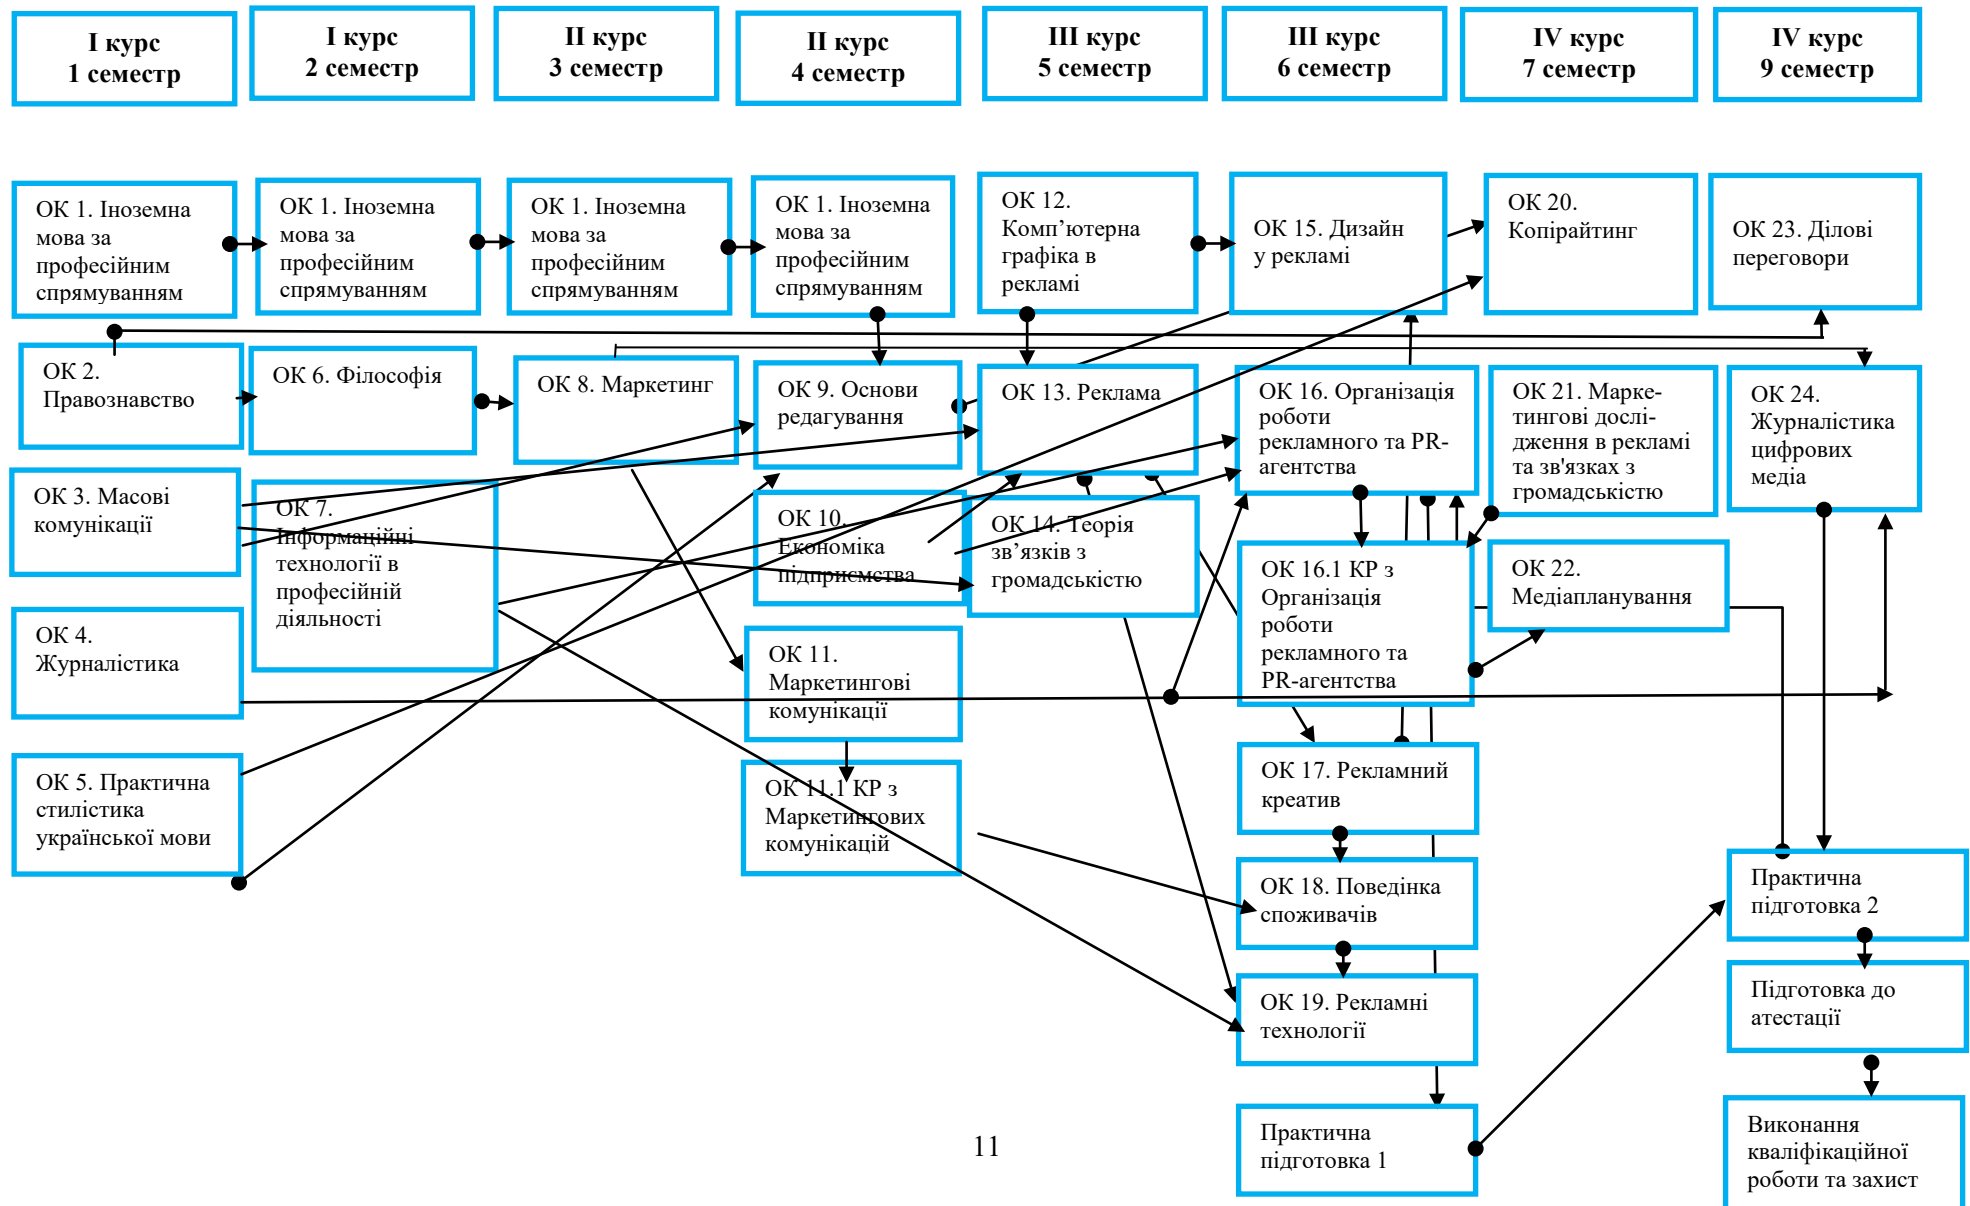 І курс
1 семестр
І курс
2 семестр
ІІ курс
3 семестр
ІІ курс
4 семестр
ІІІ курс
5 семестр
ІІІ курс
6 семестр
ІV курс
7 семестр
ІV курс
9 семестр
ОК 1. Іноземна
мова за
професійним
спрямуванням
ОК 1. Іноземна
мова за
професійним
спрямуванням
ОК 1. Іноземна
мова за
професійним
спрямуванням
ОК 1. Іноземна
мова за
професійним
спрямуванням
ОК 12.
Комп’ютерна
графіка в
рекламі
ОК 15. Дизайн
у рекламі
ОК 20.
Копірайтинг
ОК 23. Ділові
переговори
ОК 2.
Правознавство
ОК 6. Філософія
ОК 8. Маркетинг
ОК 9. Основи
редагування
ОК 13. Реклама
ОК 16. Організація
роботи
рекламного та PR-
агентства
ОК 21. Марке-
тингові дослі-
дження в рекламі
та зв'язках з
громадськістю
ОК 24.
Журналістика
цифрових
медіа
ОК 3. Масові
комунікації
ОК 7.
Інформаційні
технології в
професійній
діяльності
ОК 10.
Економіка
підприємства
ОК 14. Теорія
зв’язків з
громадськістю
ОК 16.1 КР з
Організація
роботи
рекламного та
PR-агентства
ОК 22.
Медіапланування
ОК 4.
Журналістика
ОК 11.
Маркетингові
комунікації
ОК 5. Практична
стилістика
української мови
ОК 11.1 КР з
Маркетингових
комунікацій
ОК 17. Рекламний
креатив
ОК 18. Поведінка
споживачів
Практична
підготовка 2
ОК 19. Рекламні
технології
Підготовка до
атестації
Практична
підготовка 1
Виконання
кваліфікаційної
роботи та захист
11